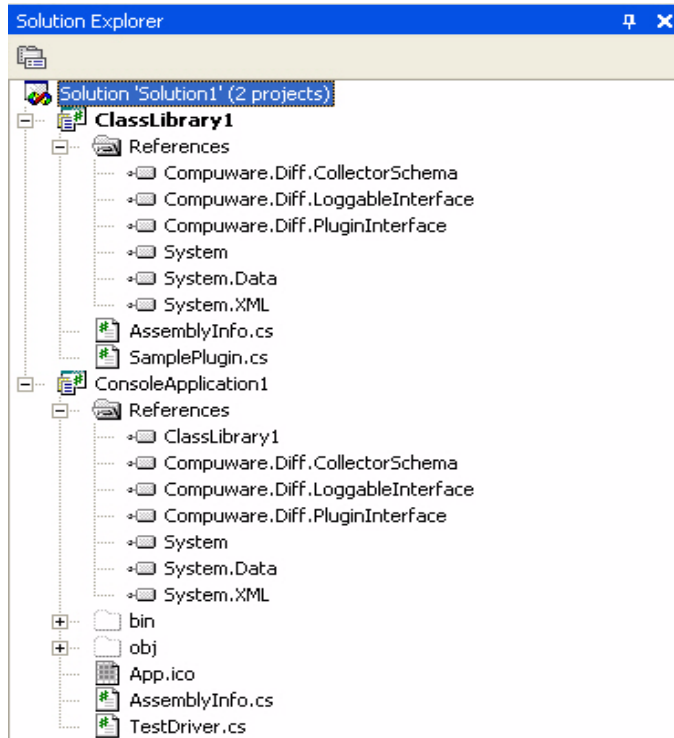 Solution Explorer
Solution 'Solution1' (2 projects)
ClassLibrary1
References
Compuware.Diff.CollectorSchema
Compuware.Diff.LoggableInterface
Compuware.Diff.PluginInterface
System
System.Data
System.XML
AssemblyInfo.cs
SamplePlugin.cs
ConsoleApplication1
References
ClassLibrary1
Compuware.Diff.CollectorSchema
Compuware.Diff.LoggableInterface
Compuware.Diff.PluginInterface
System
System.Data
System.XML
bin
obj
App.ico
AssemblyInfo.cs
TestDriver.cs